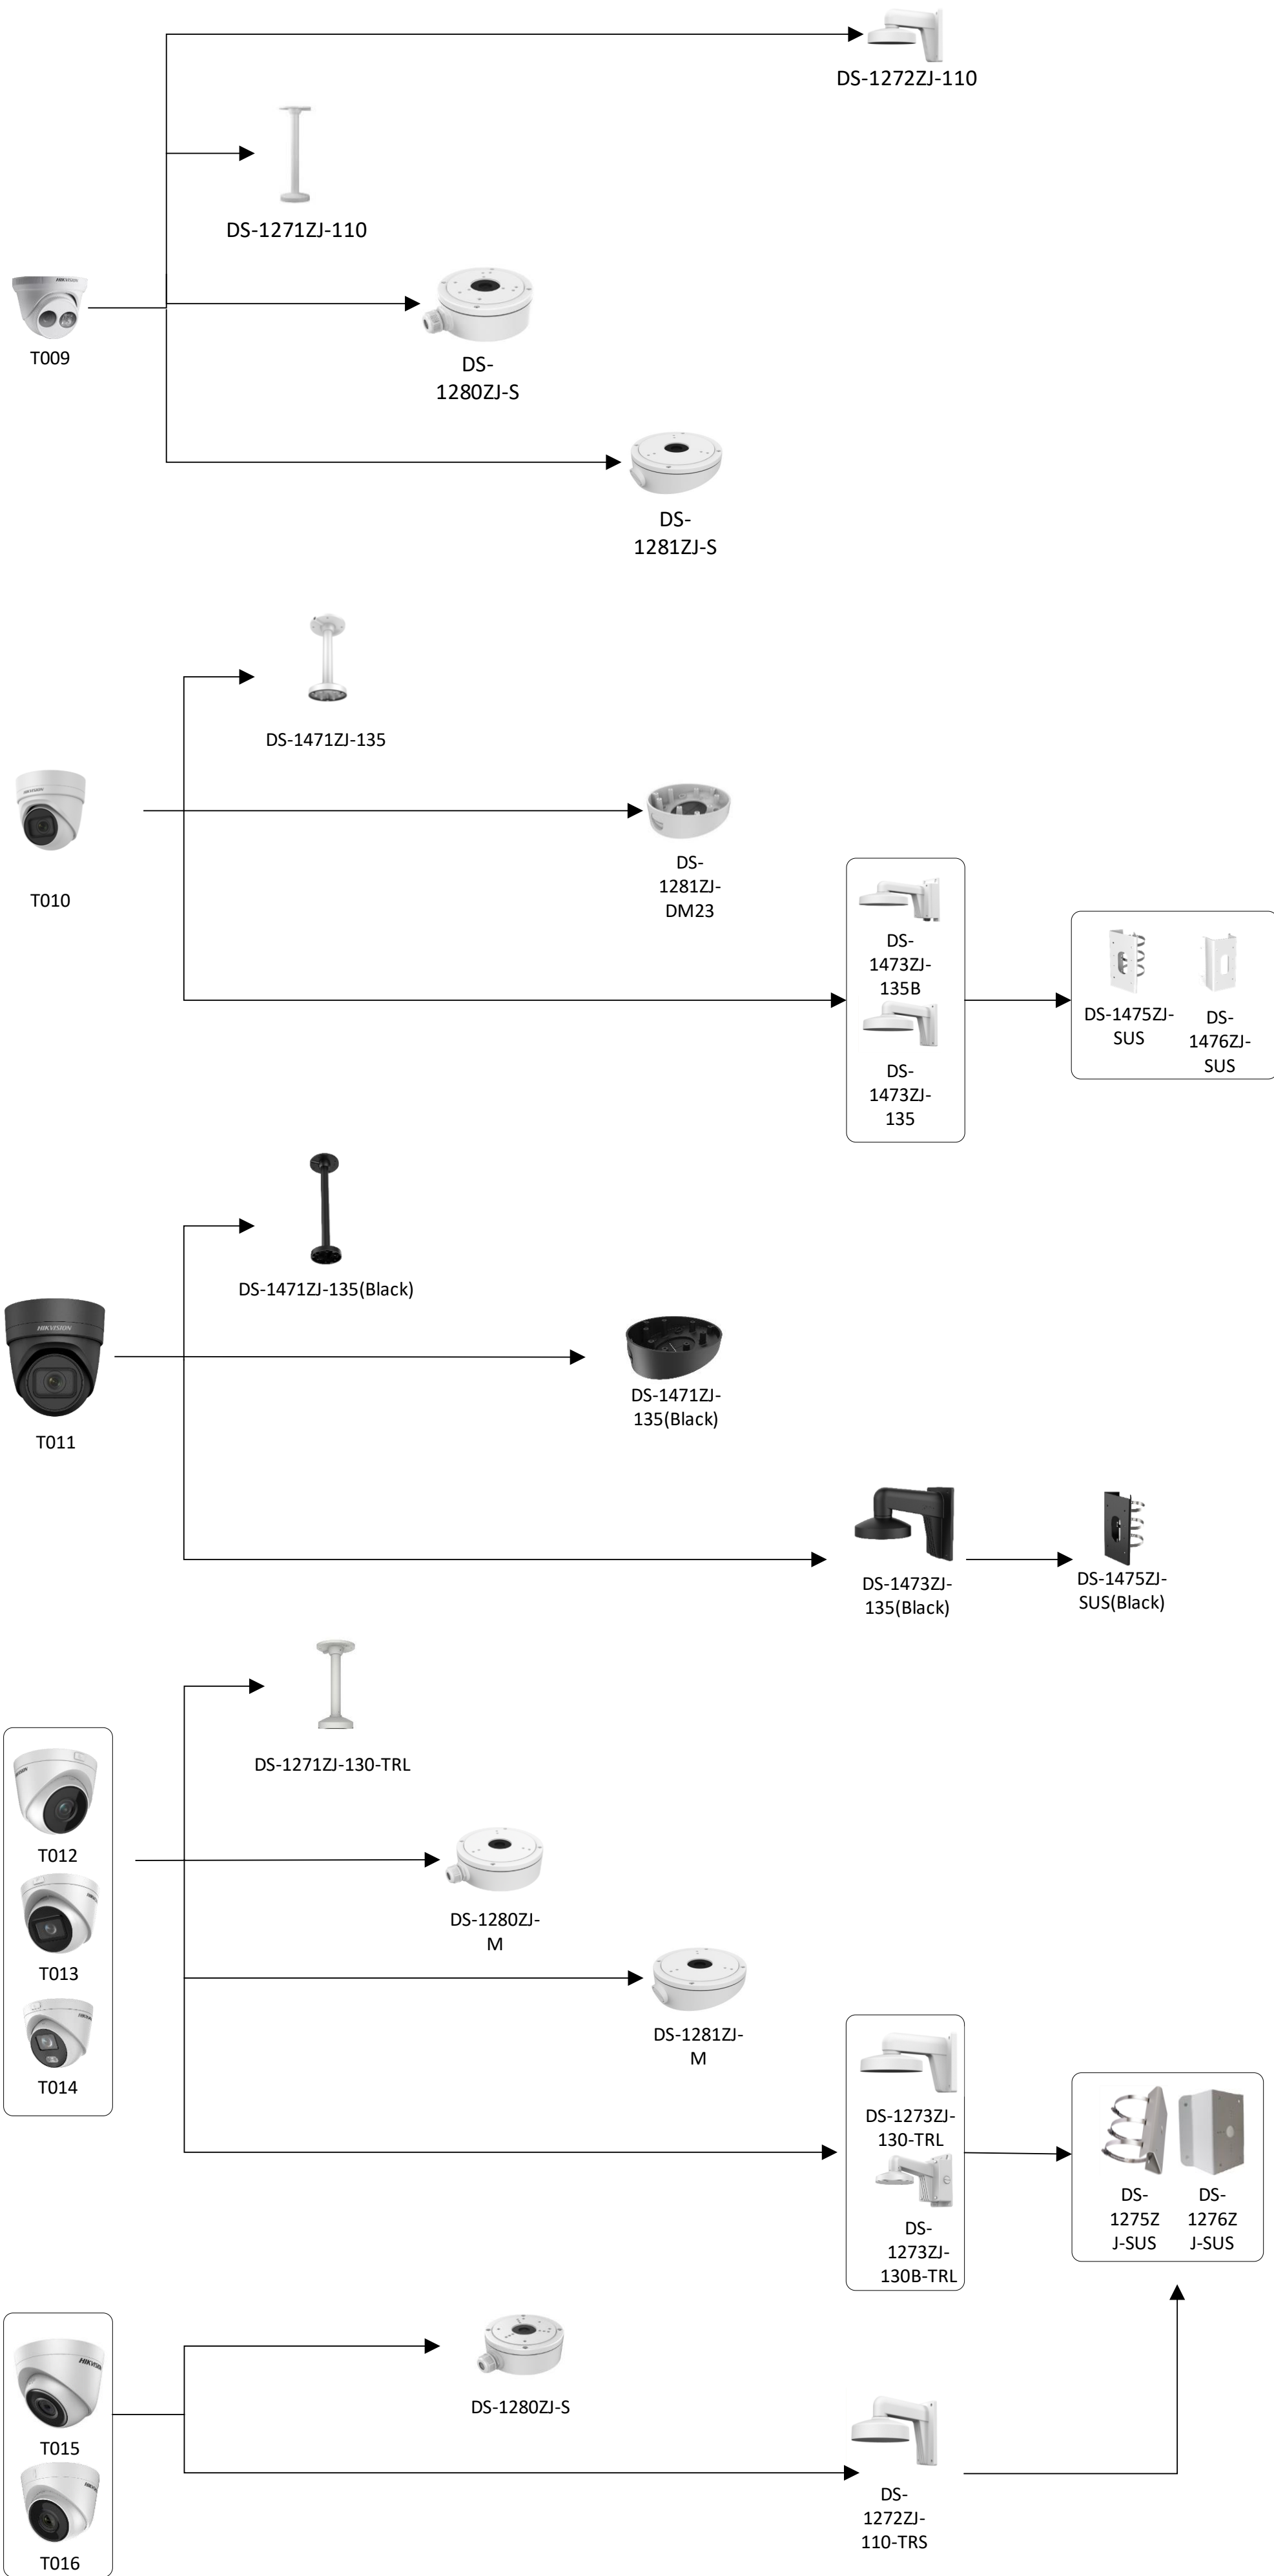 DS-1272ZJ-110
DS-1271ZJ-110
HIKVISION
T009
DS-
1280ZJ-S
DS-
1281ZJ-S
DS-1471ZJ-135
HIKVISION
T010
DS-
1281ZJ-
DM23
DS-
1473ZJ-
135B
DS-
1473ZJ-
135
DS-1475ZJ-
SUS
DS-
1476ZJ-
SUS
DS-1471ZJ-135(Black)
HIKVISION
T011
DS-1471ZJ-
135(Black)
DS-1473ZJ-
135(Black)
DS-1475ZJ-
SUS(Black)
DS-1271ZJ-130-TRL
T012
T013
T014
DS-1280ZJ-
M
DS-1281ZJ-
M
DS-1273ZJ-
130-TRL
DS-
1273ZJ-
130B-TRL
DS-
1275Z
J-SUS
DS-
1276Z
J-SUS
HIKVISION
T015
T016
DS-1280ZJ-S
DS-
1272ZJ-
110-TRS